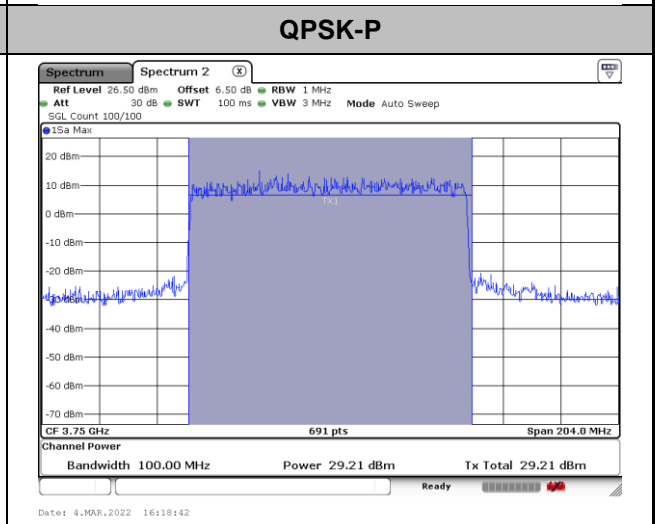 QPSK-P
Spectrum Spectrum 2 X
Ref Level 26.50 dBm Offset 6.50 dB RBW 1 MHz
Att 30 dB SWT 100 ms VBW 3 MHz Mode Auto Sweep
SGL Count 100/100
1Sa Max
20 dBm
10 dBm
TX1
0 dBm
-10 dBm
-20 dBm
-30 dBm
-40 dBm
-50 dBm
-60 dBm
-70 dBm
CF 3.75 GHz 691 pts Span 204.0 MHz
Channel Power
Bandwidth 100.00 MHz Power 29.21 dBm Tx Total 29.21 dBm
Ready
Date: 4.MAR.2022 16:18:42